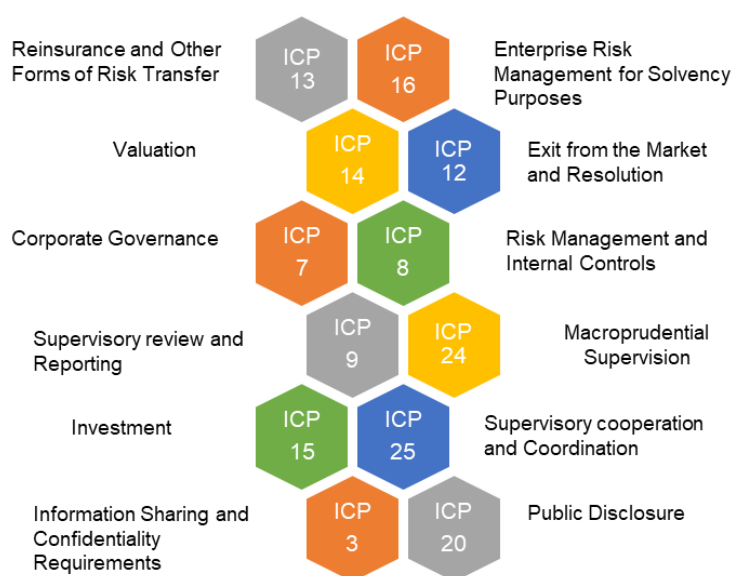 Reinsurance and Other
Forms of Risk Transfer
ICP
13
ICP
16
Enterprise Risk
Management for Solvency
Purposes
Valuation
ICP
14
ICP
12
Exit from the Market
and Resolution
Corporate Governance
ICP
7
ICP
8
Risk Management and
Internal Controls
Supervisory review and
Reporting
ICP
9
ICP
24
Macroprudential
Supervision
Investment
ICP
15
ICP
25
Supervisory cooperation
and Coordination
Information Sharing and
Confidentiality
Requirements
ICP
3
ICP
20
Public Disclosure